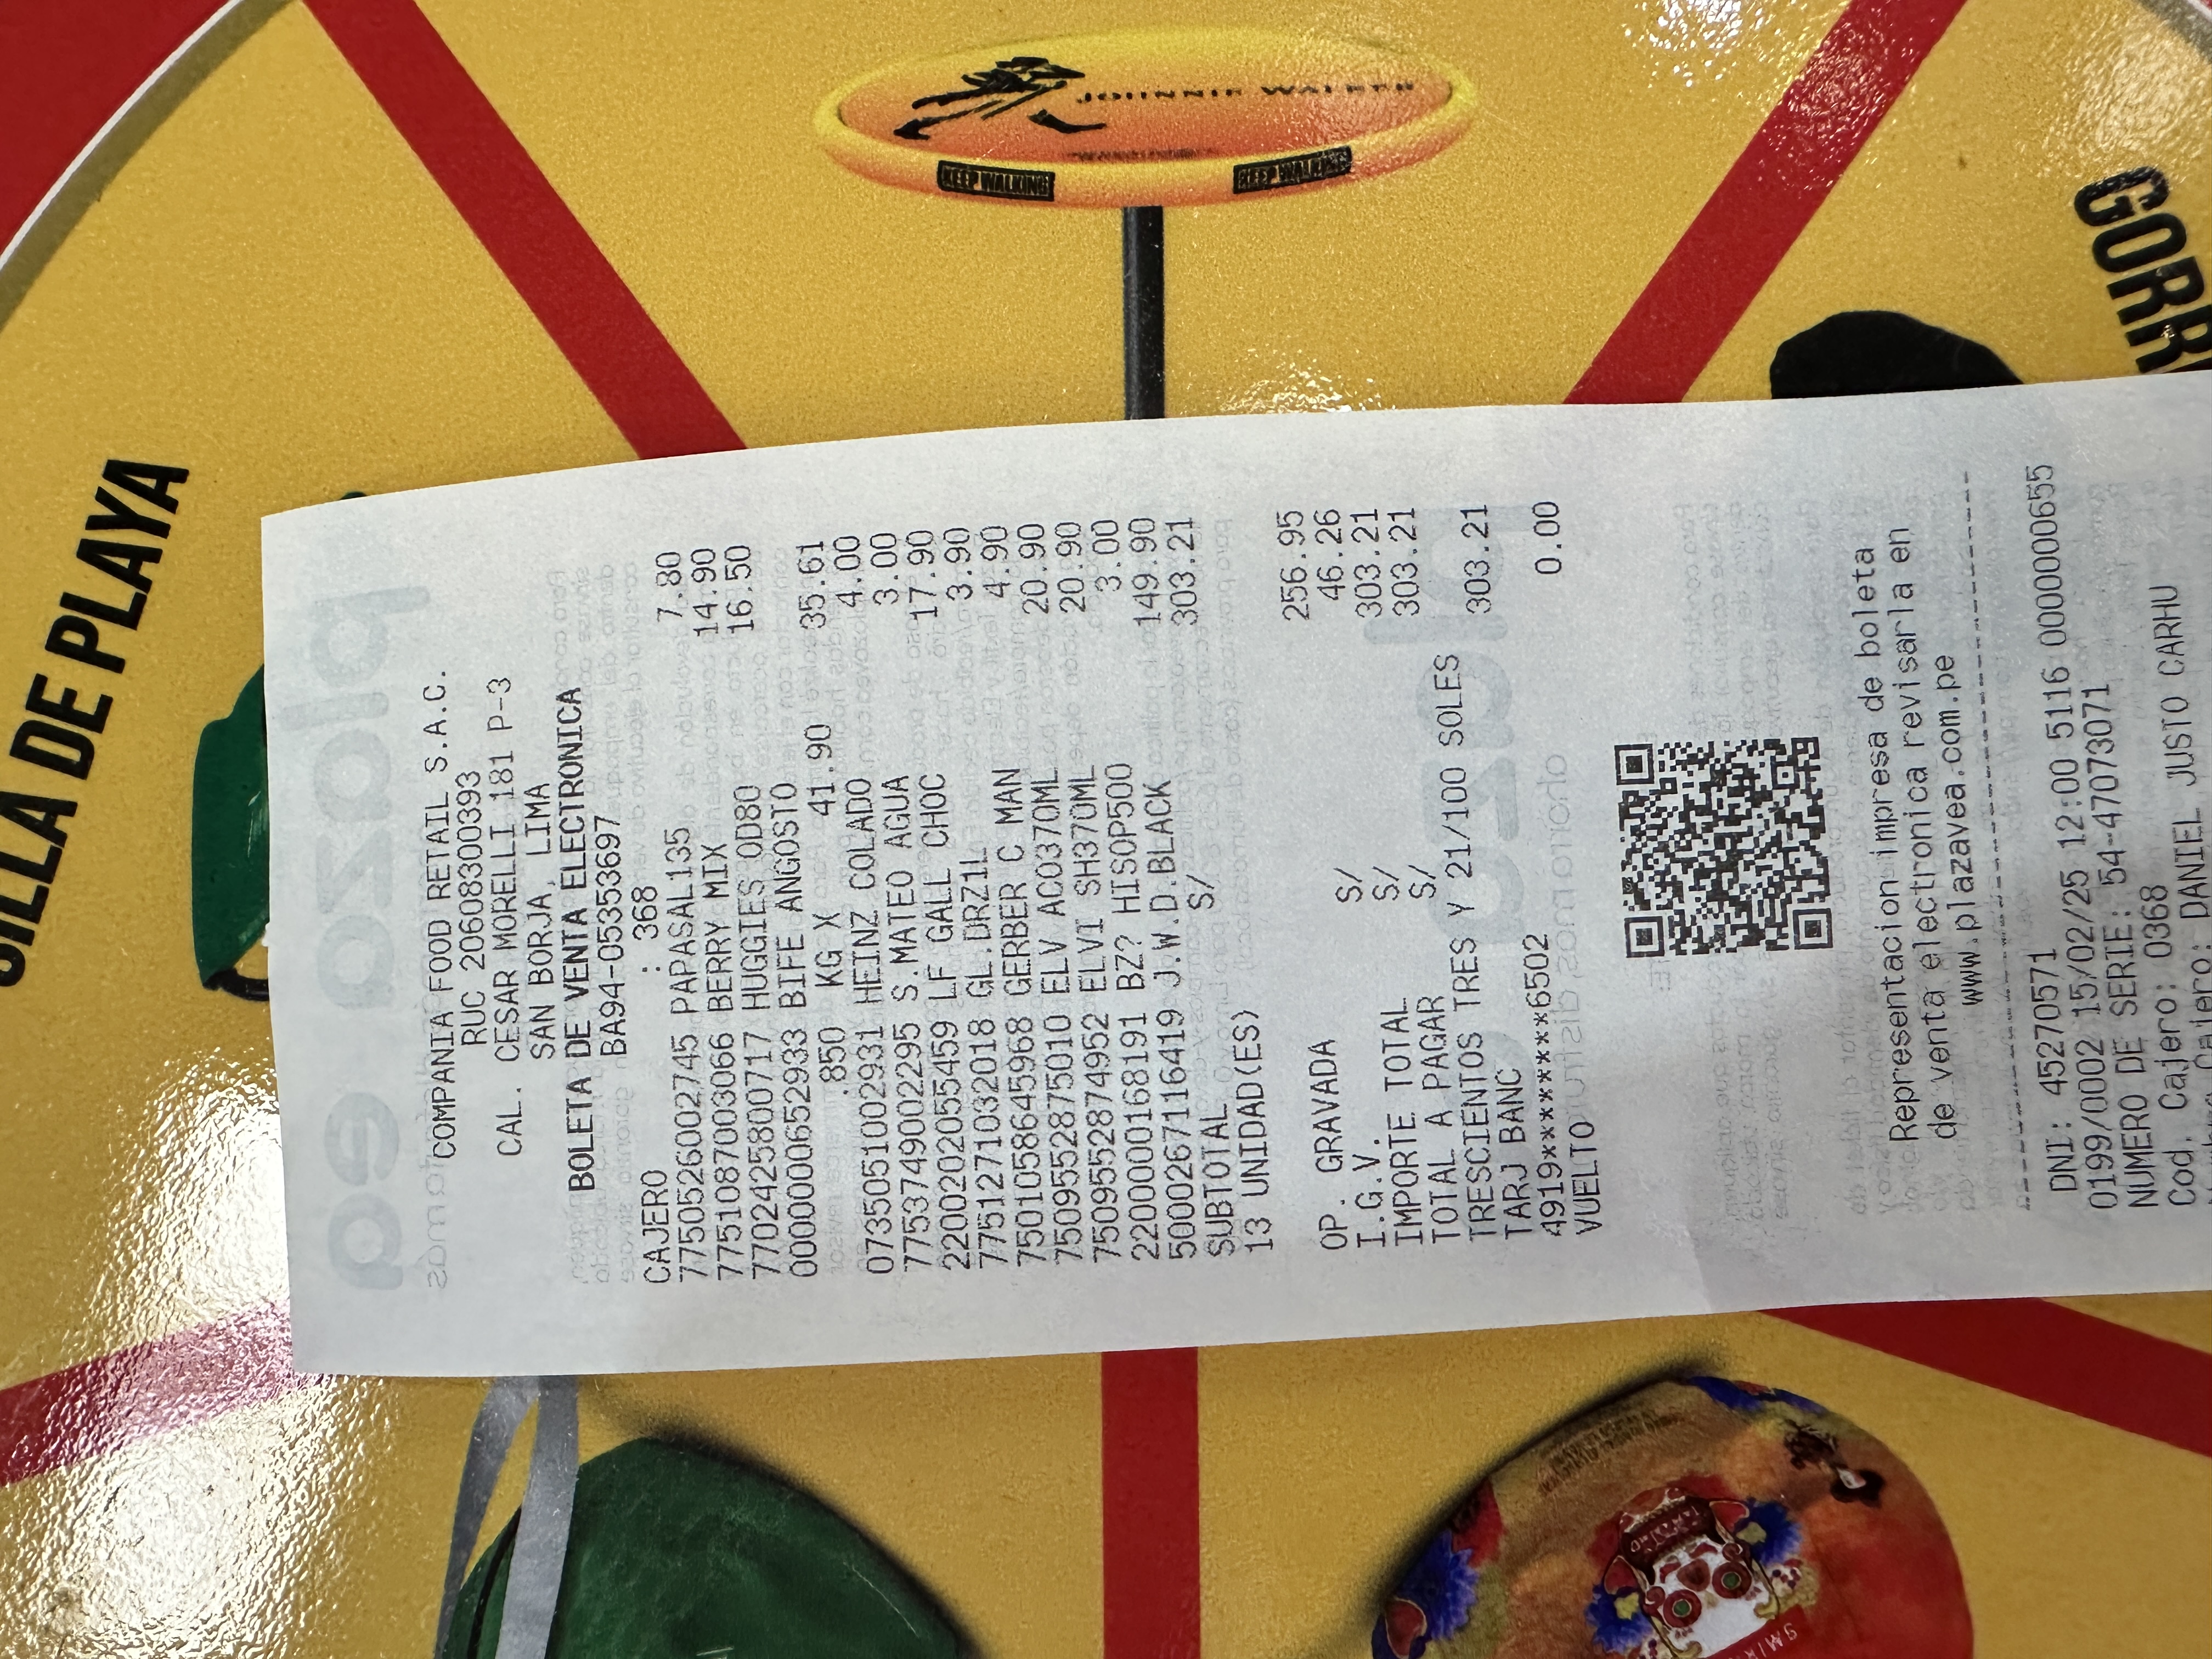 SILLA DE PLAYA
plaza ea
COMPANIA FOOD RETAIL S.A.C.
RUC 20608300393
CAL. CESAR MORELLI 181 P-3
SAN BORJA, LIMA
BOLETA DE VENTA ELECTRONICA
BA94-05353697
CAJERO : 368
7750526002745 PAPASAL135 7.80
7751087003066 BERRY MIX 14.90
7702425800717 HUGGIES OD80 16.50
0000000652933 BIFE ANGOSTO
.850 KG X 41.90 35.61
0735051002931 HEINZ COLADO 4.00
7753749002295 S.MATEO AGUA 3.00
2200202055459 LF GALL CHOC 17.90
7751271032018 GL.DRZ1L 3.90
7501058645968 GERBER C MAN 4.90
7509552875010 ELV ACO370ML 20.90
7509552874952 ELVI SH370ML 20.90
2200000168191 BZ? HISOP500 3.00
5000267116419 J.W.D.BLACK 149.90
SUBTOTAL S/ 303.21
13 UNIDAD(ES)
OP. GRAVADA 256.95
I.G.V. S/ 46.26
IMPORTE TOTAL S/ 303.21
TOTAL A PAGAR S/ 303.21
TRESCIENTOS TRES Y 21/100 SOLES
TARJ BANC 303.21
4919********6502
VUELTO 0.00
Representacion impresa de boleta
de venta electronica revisarla en
www.plazavea.com.pe
DNI: 45270571
0199/0002 15/02/25 12:00 5116 0000000655
NUMERO DE SERIE: 54-47073071
Cod. Cajero: 0368
Cajero: DANIEL JUSTO CARHU
KEEP WALKING
JOHNNIE WALKER